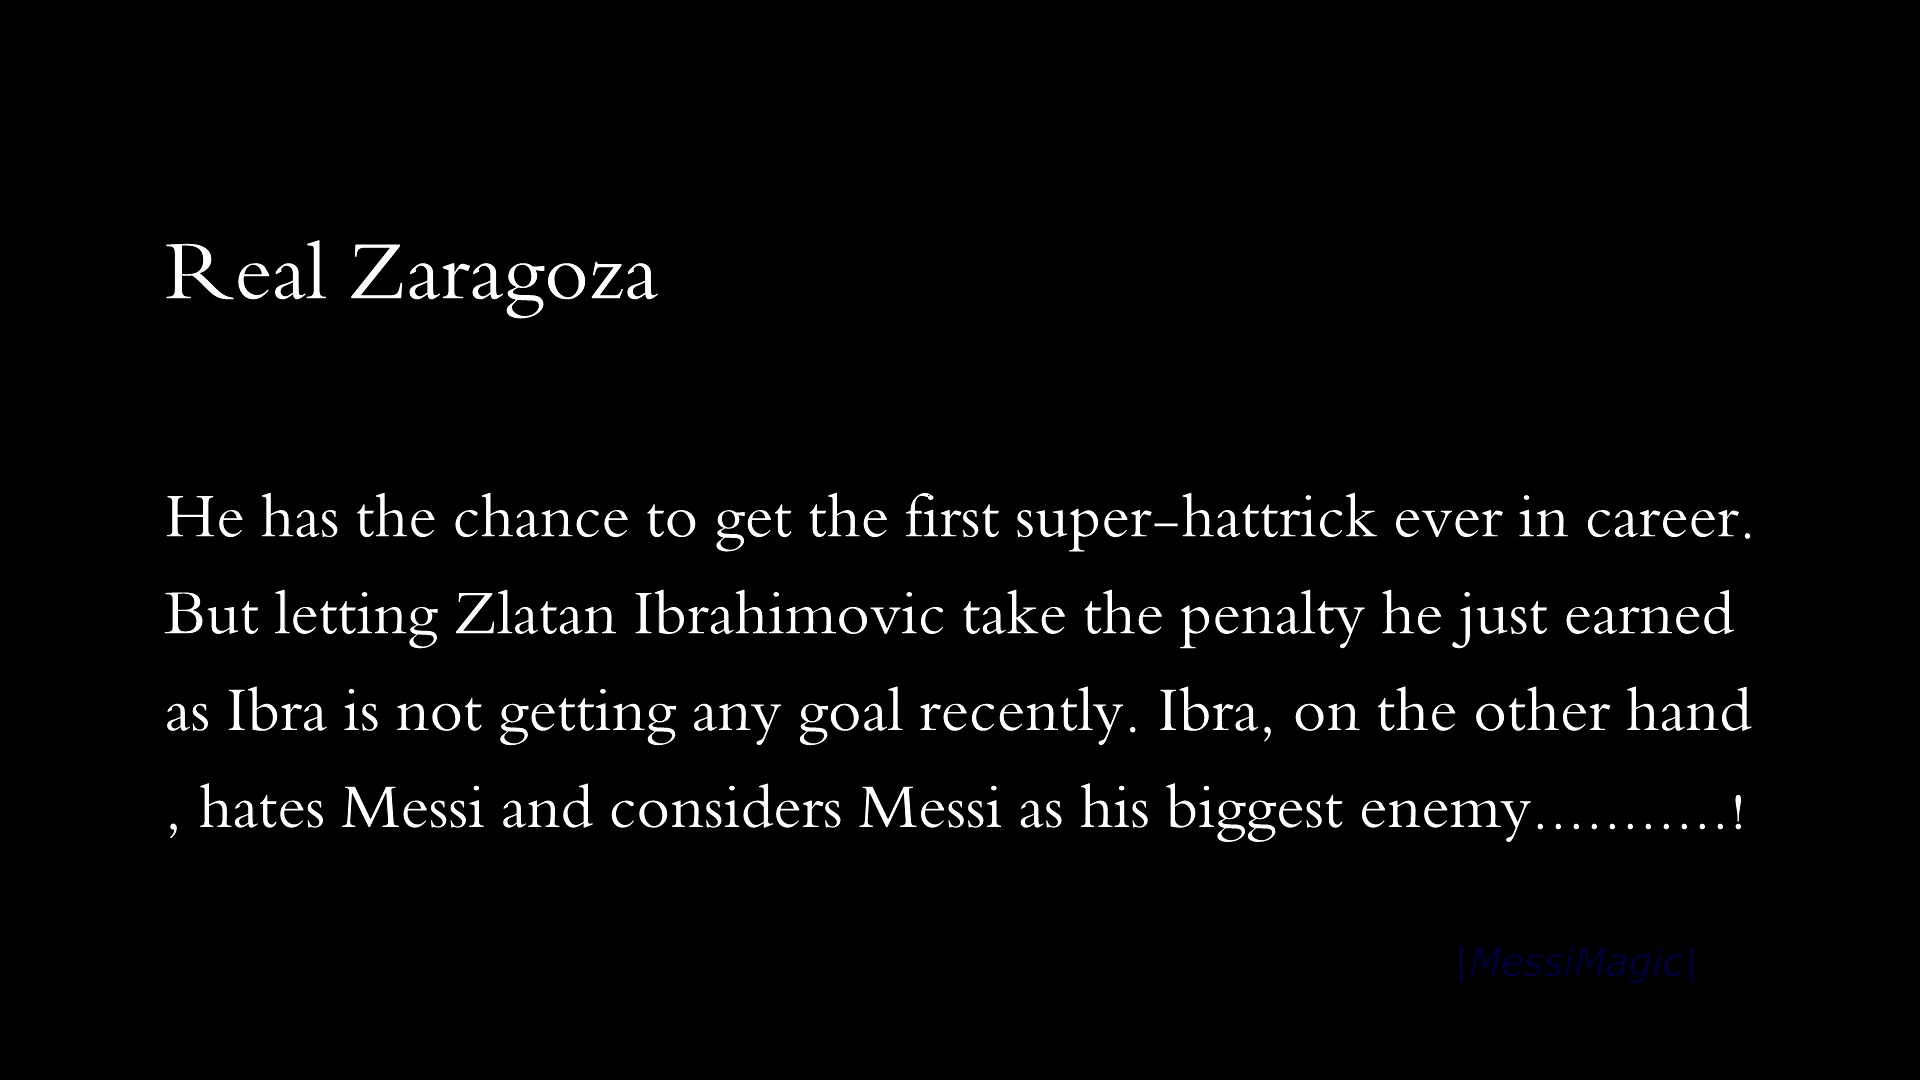 Real Zaragoza
He has the chance to get the first super-hattrick ever in career.
But letting Zlatan Ibrahimovic take the penalty he just earned
as Ibra is not getting any goal recently. Ibra, on the other hand
, hates Messi and considers Messi as his biggest enemy...........!
|MessiMagic|